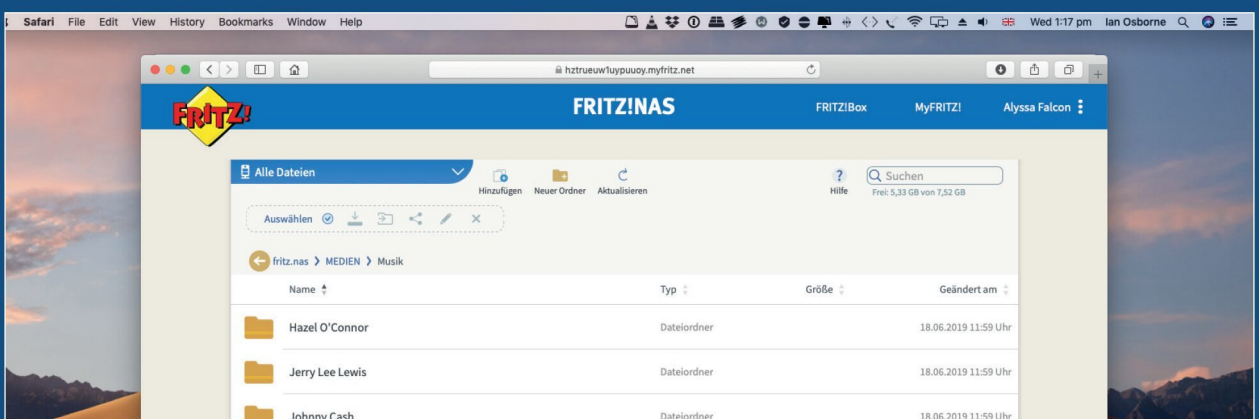 Safari File Edit View History Bookmarks Window Help Wed 1:17 pm Ian Osborne
hztrueuw1uypuuoy.myfritz.net
FRITZ! FRITZ!NAS FRITZ!Box MyFRITZ! Alyssa Falcon
Alle Dateien Hinzufügen Neuer Ordner Aktualisieren Hilfe Suchen
Frei: 5,33 GB von 7,52 GB
Auswählen
fritz.nas MEDIEN Musik
Name Typ Größe Geändert am
Hazel O'Connor Dateiordner 18.06.2019 11:59 Uhr
Jerry Lee Lewis Dateiordner 18.06.2019 11:59 Uhr
Johnny Cash Dateiordner 18.06.2019 11:59 Uhr